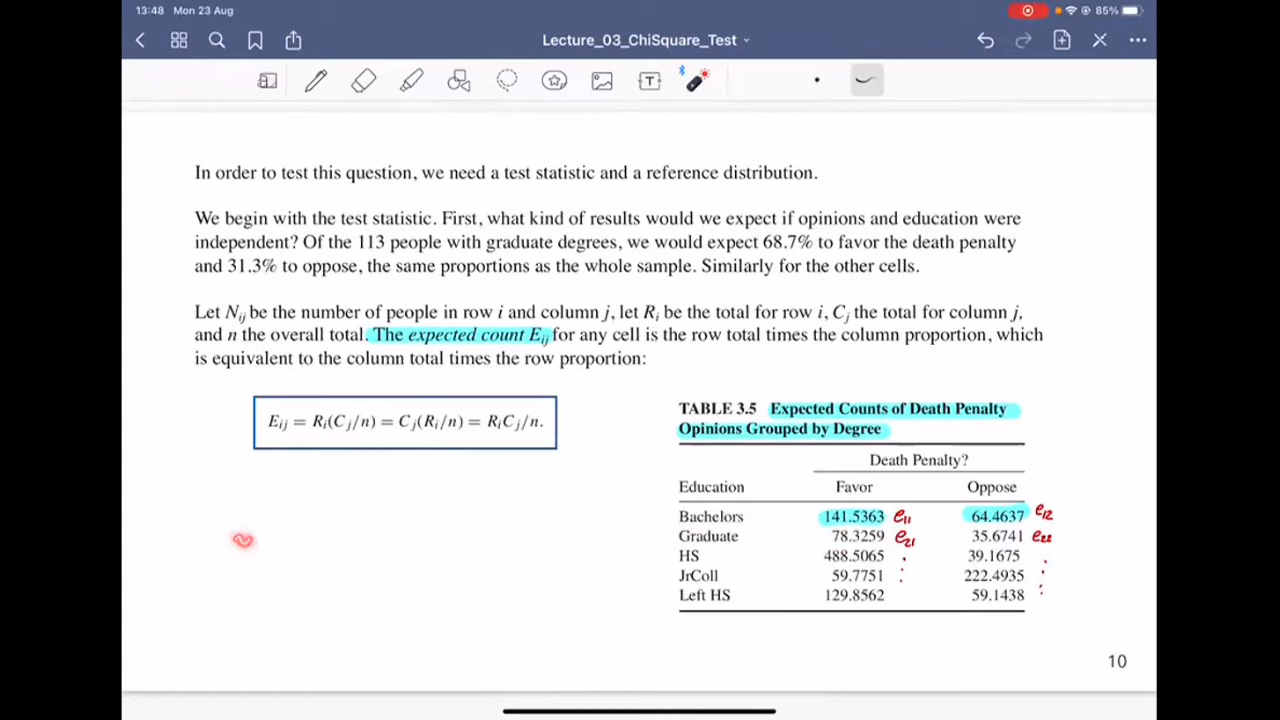 13:48 Mon 23 Aug
85%
Lecture_03_ChiSquare_Test
In order to test this question, we need a test statistic and a reference distribution.
We begin with the test statistic. First, what kind of results would we expect if opinions and education were
independent? Of the 113 people with graduate degrees, we would expect 68.7% to favor the death penalty
and 31.3% to oppose, the same proportions as the whole sample. Similarly for the other cells.
Let Nij be the number of people in row i and column j, let Ri be the total for row i, Cj the total for column j,
and n the overall total. The expected count Eij for any cell is the row total times the column proportion, which
is equivalent to the column total times the row proportion:
Eij = Ri(Cj/n) = Cj(Ri/n) = RiCj/n.
TABLE 3.5 Expected Counts of Death Penalty
Opinions Grouped by Degree
Death Penalty?
Education Favor Oppose
Bachelors 141.5363 e11 64.4637 e12
Graduate 78.3259 e21 35.6741 e22
HS 488.5065 39.1675
JrColl 59.7751 222.4935
Left HS 129.8562 59.1438
10